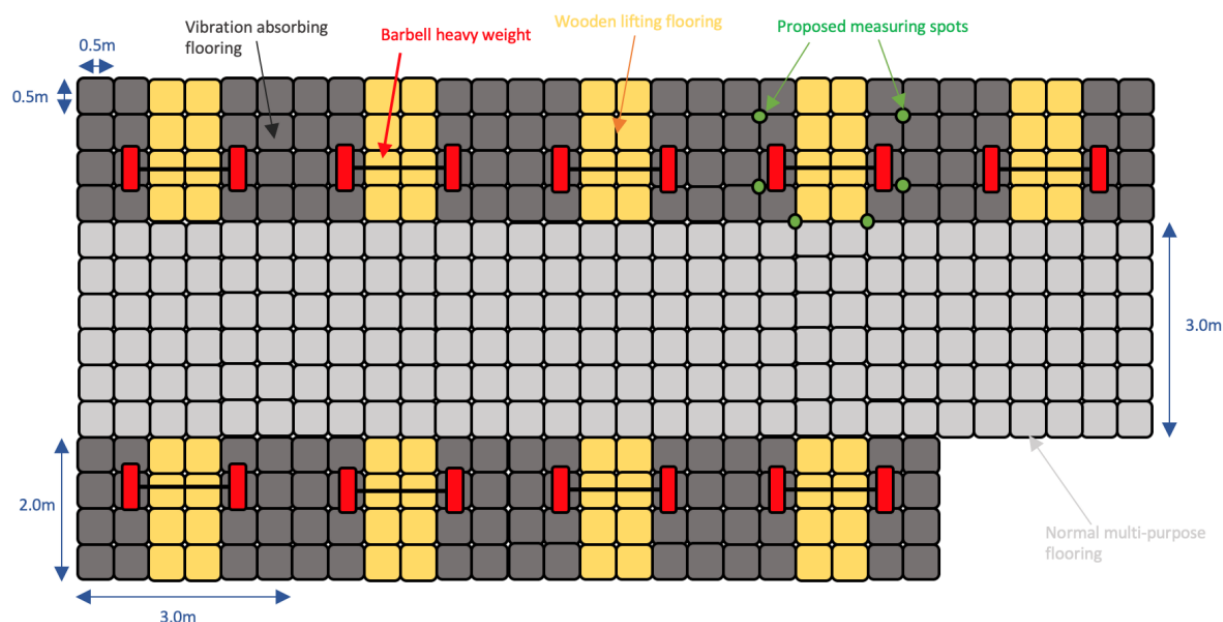 Vibration absorbing
flooring
Barbell heavy weight
Wooden lifting flooring
Proposed measuring spots
0.5m
0.5m
3.0m
2.0m
Normal multi-purpose
flooring
3.0m